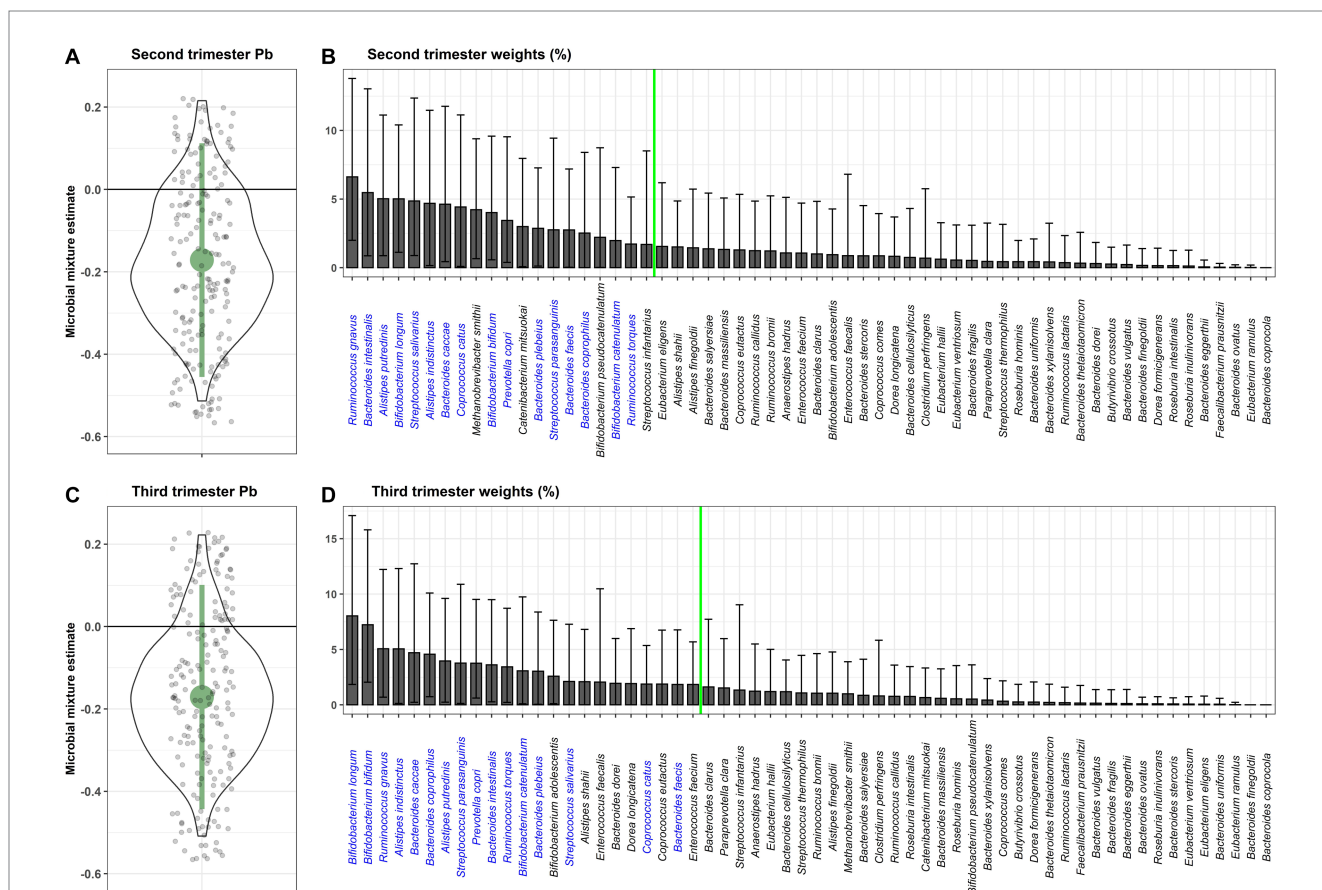 A
Second trimester Pb
B
Second trimester weights (%)
Microbial mixture estimate
0.2
0.0
-0.2
-0.4
-0.6
10
5
0
Ruminococcus gnavus
Bacteroides intestinalis
Alistipes putredinis
Bifidobacterium longum
Streptococcus salivarius
Alistipes indistinctus
Bacteroides caccae
Coprococcus catus
Methanobrevibacter smithii
Bifidobacterium bifidum
Prevotella copri
Catenibacterium mitsuokai
Bacteroides plebeius
Streptococcus parasanguinis
Bacteroides faecis
Bacteroides coprophilus
Bifidobacterium pseudocatenulatum
Bifidobacterium catenulatum
Ruminococcus torques
Streptococcus infantarius
Eubacterium eligens
Alistipes shahii
Alistipes finegoldii
Bacteroides salyersiae
Bacteroides massiliensis
Coprococcus eutactus
Ruminococcus callidus
Ruminococcus bromii
Anaerostipes hadrus
Enterococcus faecium
Bacteroides clarus
Bifidobacterium adolescentis
Enterococcus faecalis
Bacteroides stercoris
Coprococcus comes
Dorea longicatena
Bacteroides cellulosilyticus
Clostridium perfringens
Eubacterium hallii
Eubacterium ventriosum
Bacteroides fragilis
Paraprevotella clara
Streptococcus thermophilus
Roseburia hominis
Bacteroides uniformis
Bacteroides xylanisolvens
Ruminococcus lactaris
Bacteroides thetaiotaomicron
Bacteroides dorei
Butyrivibrio crossotus
Bacteroides vulgatus
Bacteroides finegoldii
Dorea formicigenerans
Roseburia intestinalis
Roseburia inulinivorans
Bacteroides eggerthii
Faecalibacterium prausnitzii
Bacteroides ovatus
Eubacterium ramulus
Bacteroides coprocola
C
Third trimester Pb
D
Third trimester weights (%)
Microbial mixture estimate
0.2
0.0
-0.2
-0.4
-0.6
15
10
5
0
Bifidobacterium longum
Bifidobacterium bifidum
Ruminococcus gnavus
Alistipes indistinctus
Bacteroides caccae
Bacteroides coprophilus
Alistipes putredinis
Streptococcus parasanguinis
Prevotella copri
Bacteroides intestinalis
Ruminococcus torques
Bifidobacterium catenulatum
Bacteroides plebeius
Bifidobacterium adolescentis
Streptococcus salivarius
Alistipes shahii
Enterococcus faecalis
Bacteroides dorei
Dorea longicatena
Coprococcus catus
Coprococcus eutactus
Bacteroides faecis
Enterococcus faecium
Bacteroides clarus
Paraprevotella clara
Streptococcus infantarius
Anaerostipes hadrus
Eubacterium hallii
Bacteroides cellulosilyticus
Streptococcus thermophilus
Ruminococcus bromii
Alistipes finegoldii
Methanobrevibacter smithii
Bacteroides salyersiae
Clostridium perfringens
Ruminococcus callidus
Roseburia intestinalis
Catenibacterium mitsuokai
Bacteroides massiliensis
Roseburia hominis
Bifidobacterium pseudocatenulatum
Bacteroides xylanisolvens
Coprococcus comes
Butyrivibrio crossotus
Dorea formicigenerans
Bacteroides thetaiotaomicron
Ruminococcus lactaris
Faecalibacterium prausnitzii
Bacteroides vulgatus
Bacteroides fragilis
Bacteroides eggerthii
Bacteroides ovatus
Roseburia inulinivorans
Bacteroides stercoris
Eubacterium ventriosum
Eubacterium eligens
Bacteroides uniformis
Eubacterium ramulus
Bacteroides finegoldii
Bacteroides coprocola